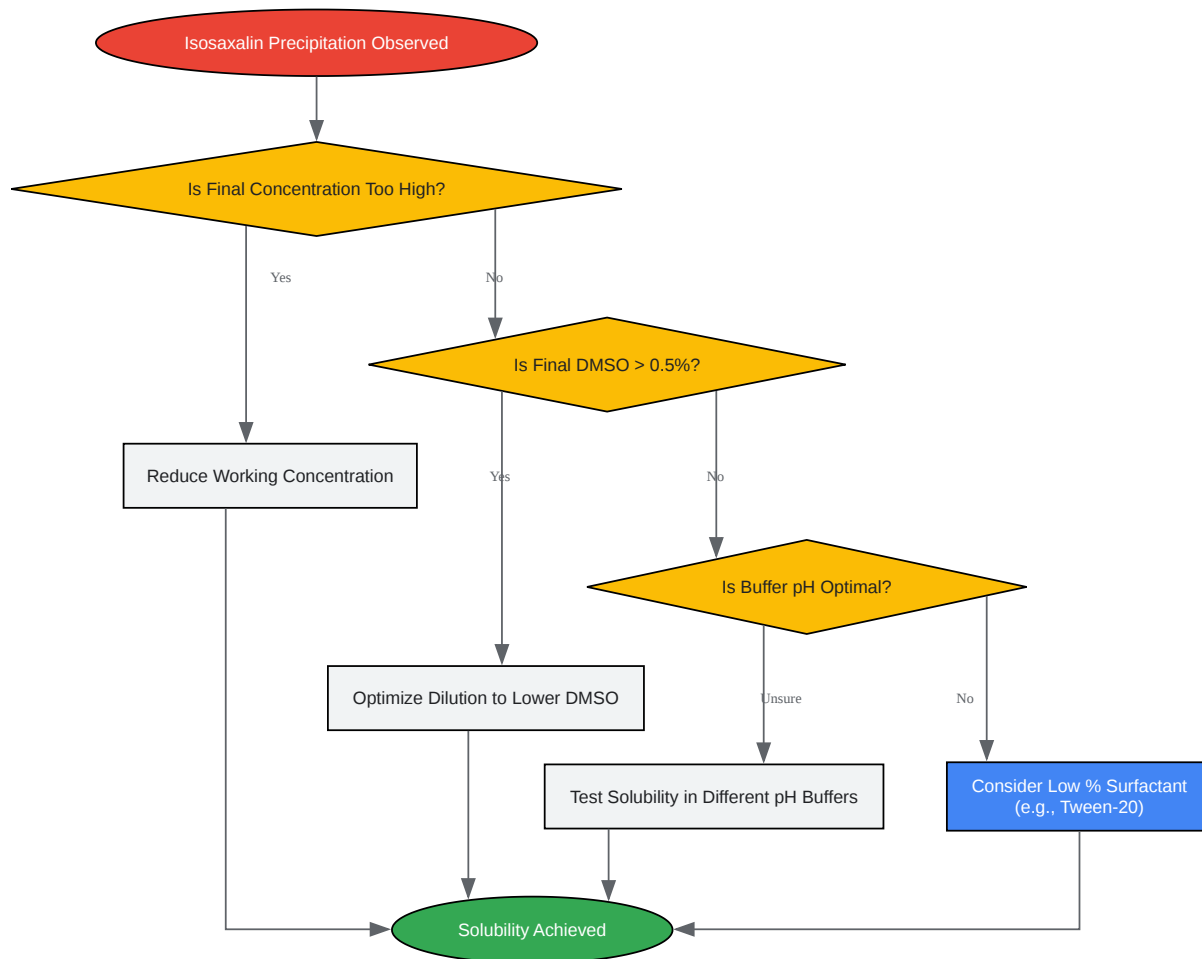 Isosaxalin Precipitation Observed
Is Final Concentration Too High?
Yes
No
Is Final DMSO > 0.5%?
Reduce Working Concentration
Yes
No
Is Buffer pH Optimal?
Optimize Dilution to Lower DMSO
Unsure
No
Test Solubility in Different pH Buffers
Consider Low % Surfactant
(e.g., Tween-20)
Solubility Achieved